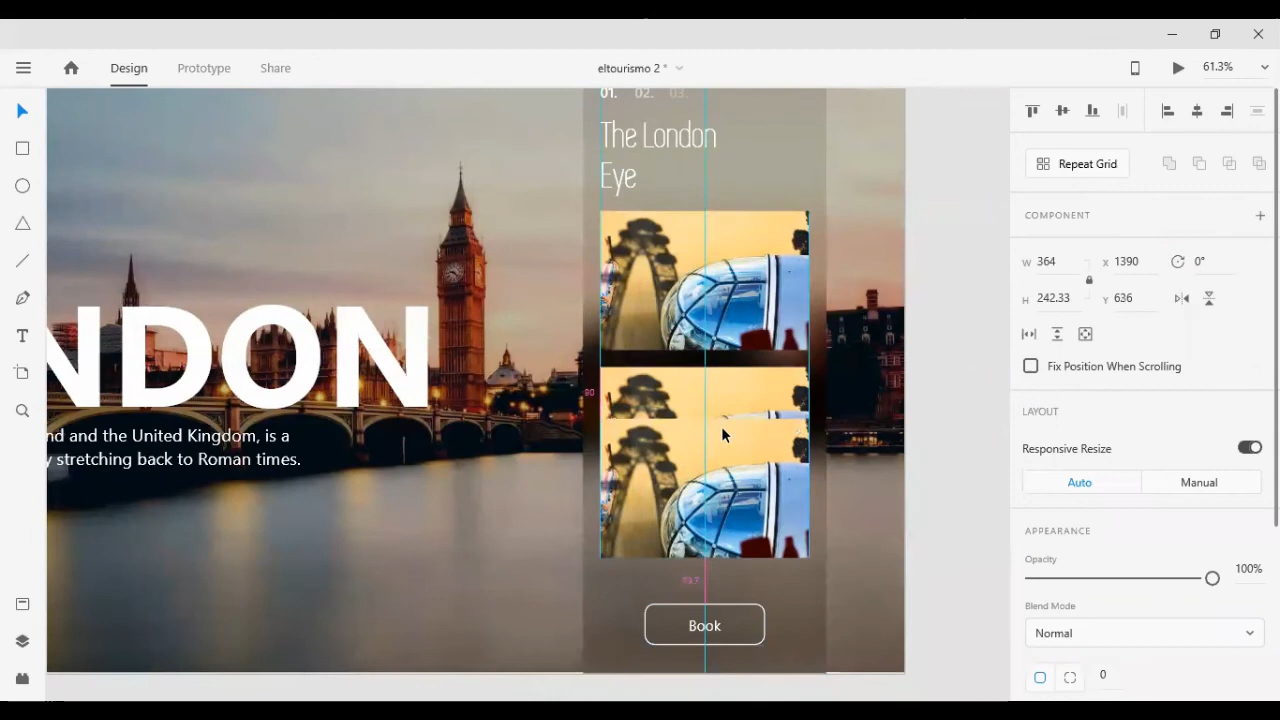 Design
Prototype
Share
eltourismo 2 *
61.3%
01. 02. 03.
The London
Eye
NDON
nd and the United Kingdom, is a
y stretching back to Roman times.
90
Book
Repeat Grid
COMPONENT
W 364 X 1390 0°
H 242.33 Y 636
Fix Position When Scrolling
LAYOUT
Responsive Resize
Auto Manual
APPEARANCE
Opacity
100%
Blend Mode
Normal
0